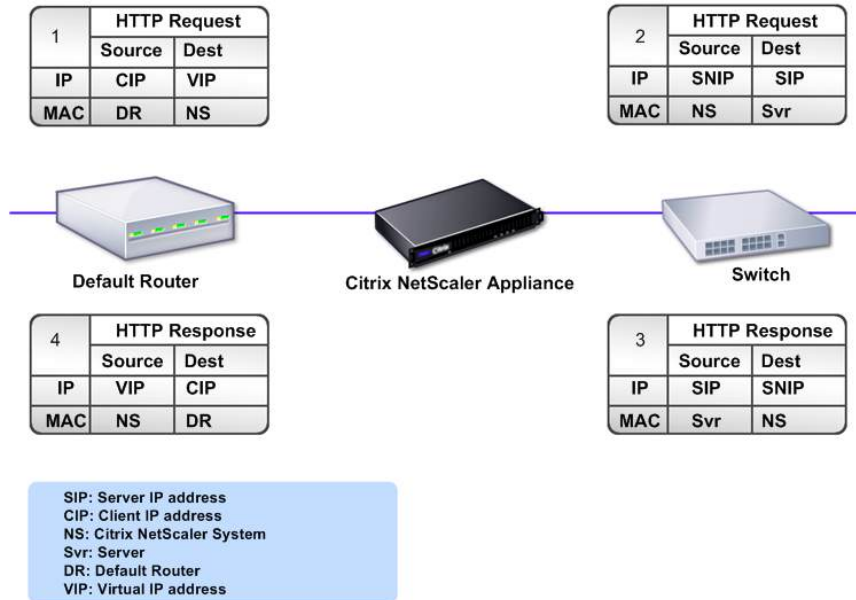 1 HTTP Request
Source Dest
IP CIP VIP
MAC DR NS
2 HTTP Request
Source Dest
IP SNIP SIP
MAC NS Svr
Default Router
Citrix NetScaler Appliance
Switch
4 HTTP Response
Source Dest
IP VIP CIP
MAC NS DR
3 HTTP Response
Source Dest
IP SIP SNIP
MAC Svr NS
SIP: Server IP address
CIP: Client IP address
NS: Citrix NetScaler System
Svr: Server
DR: Default Router
VIP: Virtual IP address